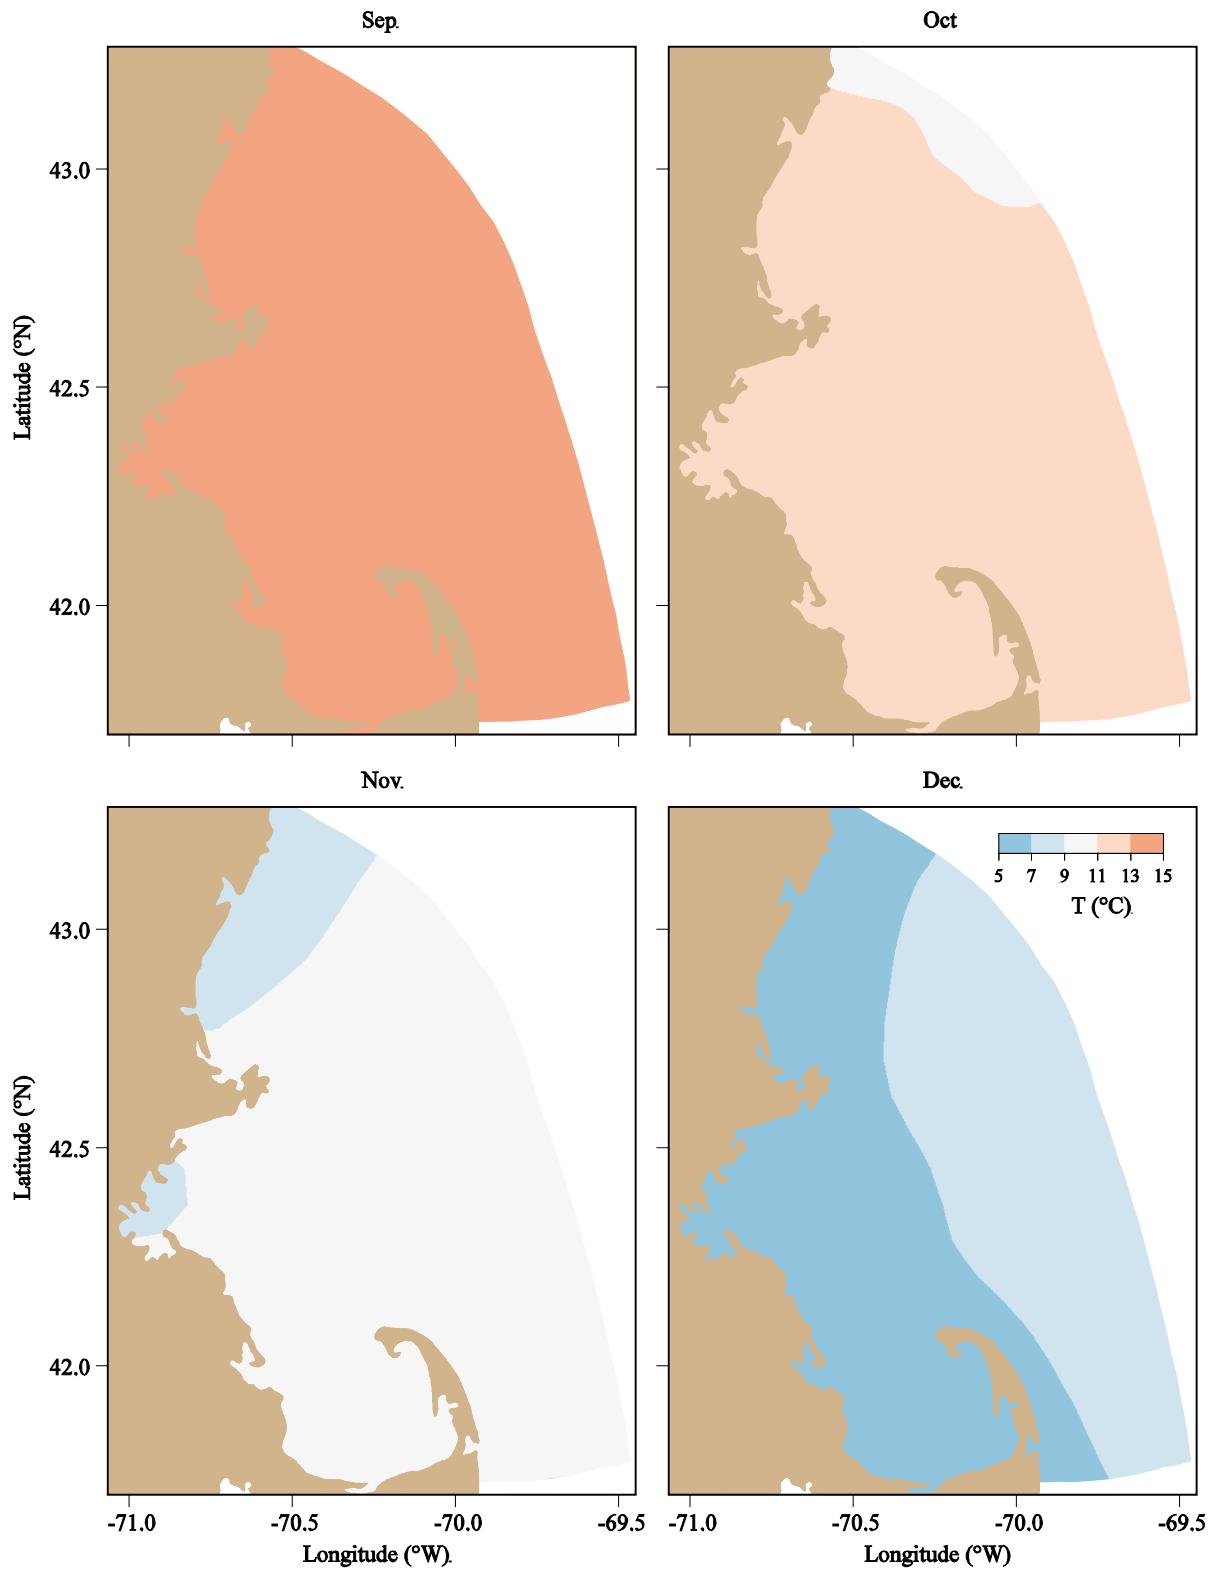 Sep.
Oct
43.0
42.5
42.0
Latitude (°N)
Nov.
Dec.
5 7 9 11 13 15
T (°C).
43.0
42.5
42.0
Latitude (°N)
-71.0 -70.5 -70.0 -69.5
-71.0 -70.5 -70.0 -69.5
Longitude (°W).
Longitude (°W)